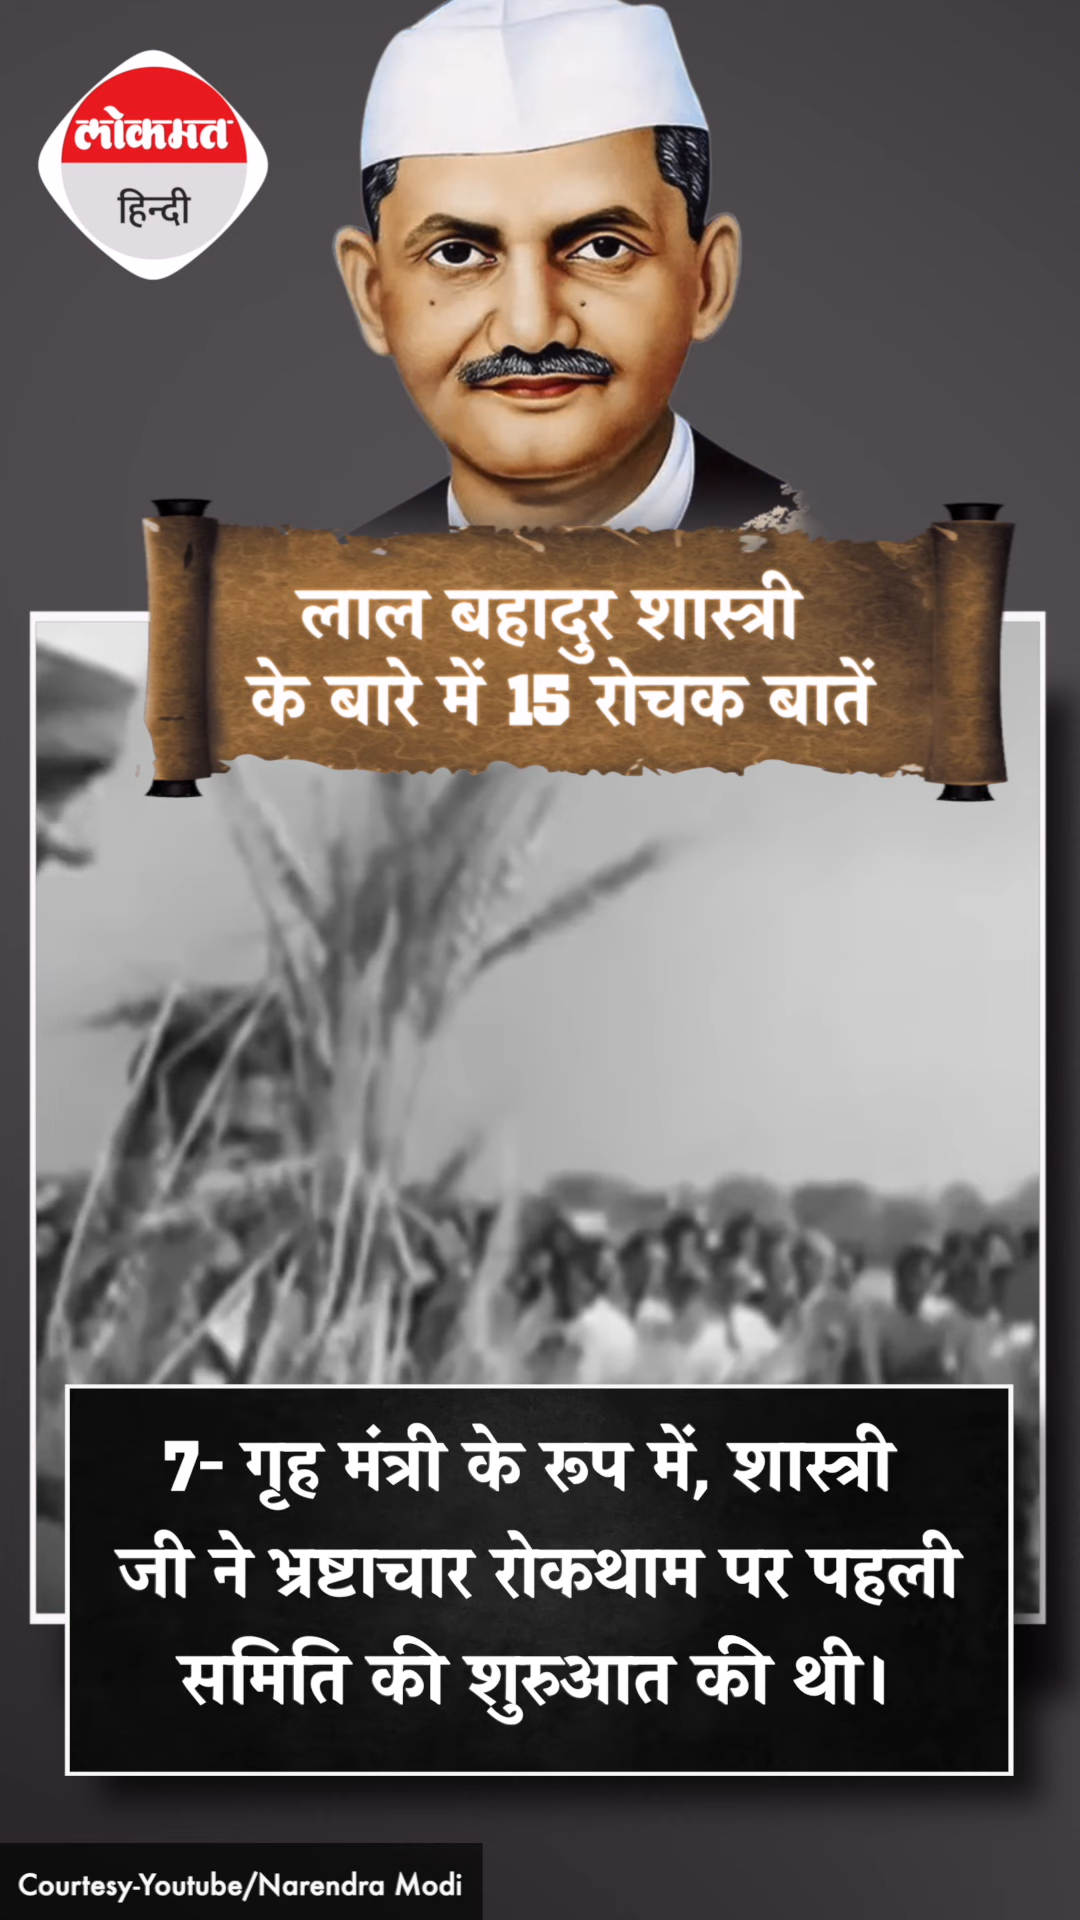 लोकमत
हिन्दी
लाल बहादुर शास्त्री
के बारे में 15 रोचक बातें
7- गृह मंत्री के रूप में, शास्त्री
जी ने भ्रष्टाचार रोकथाम पर पहली
समिति की शुरुआत की थी।
Courtesy-Youtube/Narendra Modi